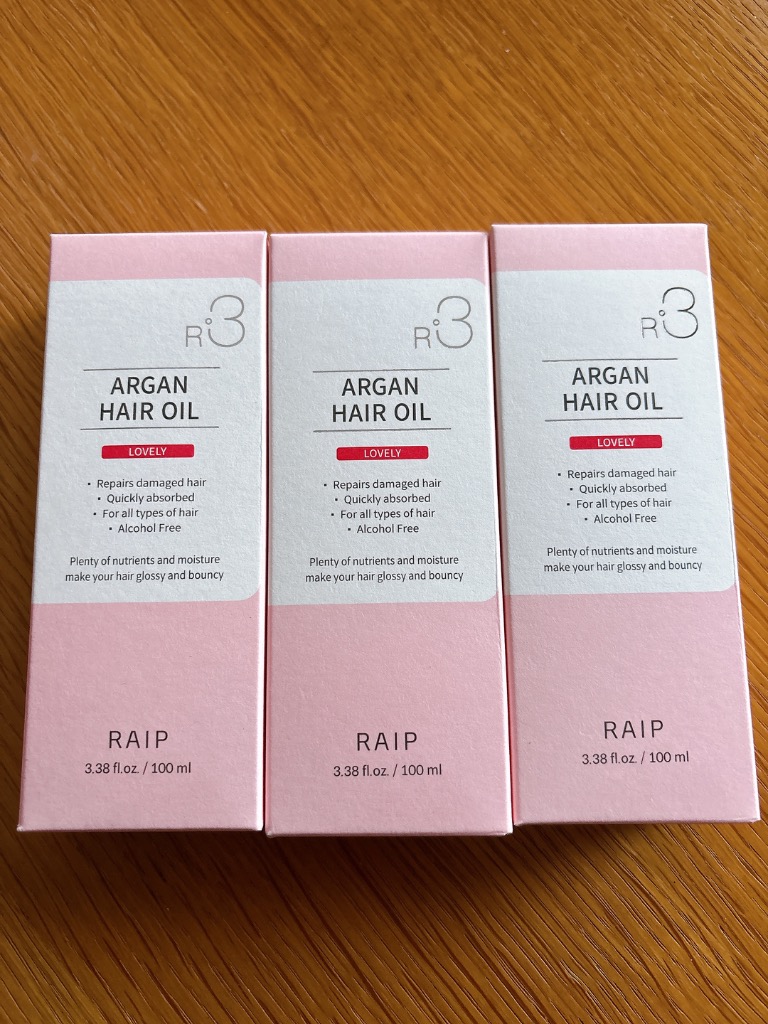 R3
ARGAN
HAIR OIL
LOVELY
• Repairs damaged hair
• Quickly absorbed
• For all types of hair
• Alcohol Free
Plenty of nutrients and moisture
make your hair glossy and bouncy
RAIP
3.38 fl.oz. / 100 ml
R3
ARGAN
HAIR OIL
LOVELY
• Repairs damaged hair
• Quickly absorbed
• For all types of hair
• Alcohol Free
Plenty of nutrients and moisture
make your hair glossy and bouncy
RAIP
3.38 fl.oz. / 100 ml
R3
ARGAN
HAIR OIL
LOVELY
• Repairs damaged hair
• Quickly absorbed
• For all types of hair
• Alcohol Free
Plenty of nutrients and moisture
make your hair glossy and bouncy
RAIP
3.38 fl.oz. / 100 ml